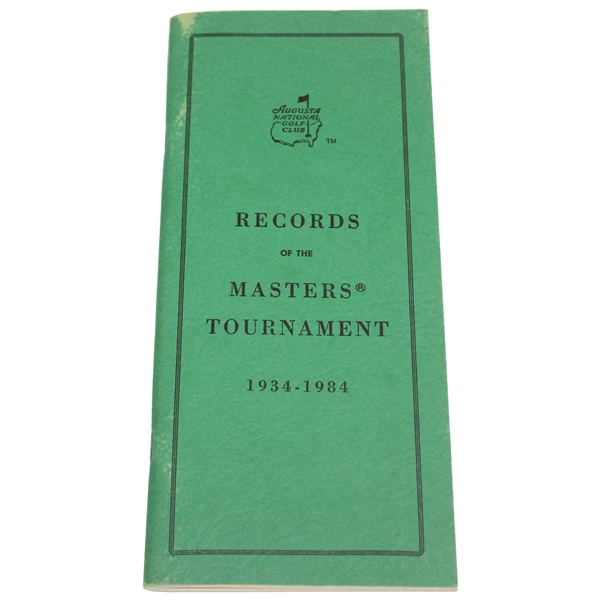 AUGUSTA
NATIONAL
GOLF
CLUB
TM
RECORDS
OF THE
MASTERS®
TOURNAMENT
1934-1984